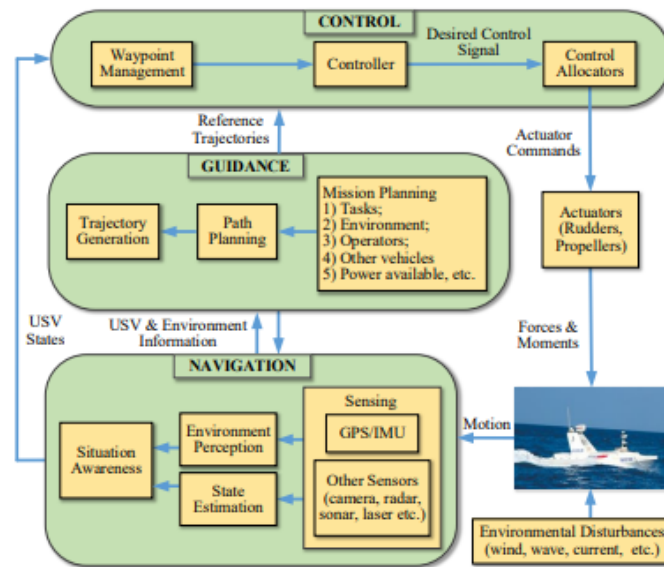 CONTROL
Waypoint
Management
Controller
Desired Control
Signal
Control
Allocators
Reference
Trajectories
Actuator
Commands
GUIDANCE
Trajectory
Generation
Path
Planning
Mission Planning
1) Tasks;
2) Environment;
3) Operators;
4) Other vehicles
5) Power available, etc.
Actuators
(Rudders,
Propellers)
USV
States
USV & Environment
Information
Forces &
Moments
NAVIGATION
Situation
Awareness
Environment
Perception
State
Estimation
Sensing
GPS/IMU
Other Sensors
(camera, radar,
sonar, laser etc.)
Motion
Environmental Disturbances
(wind, wave, current, etc.)